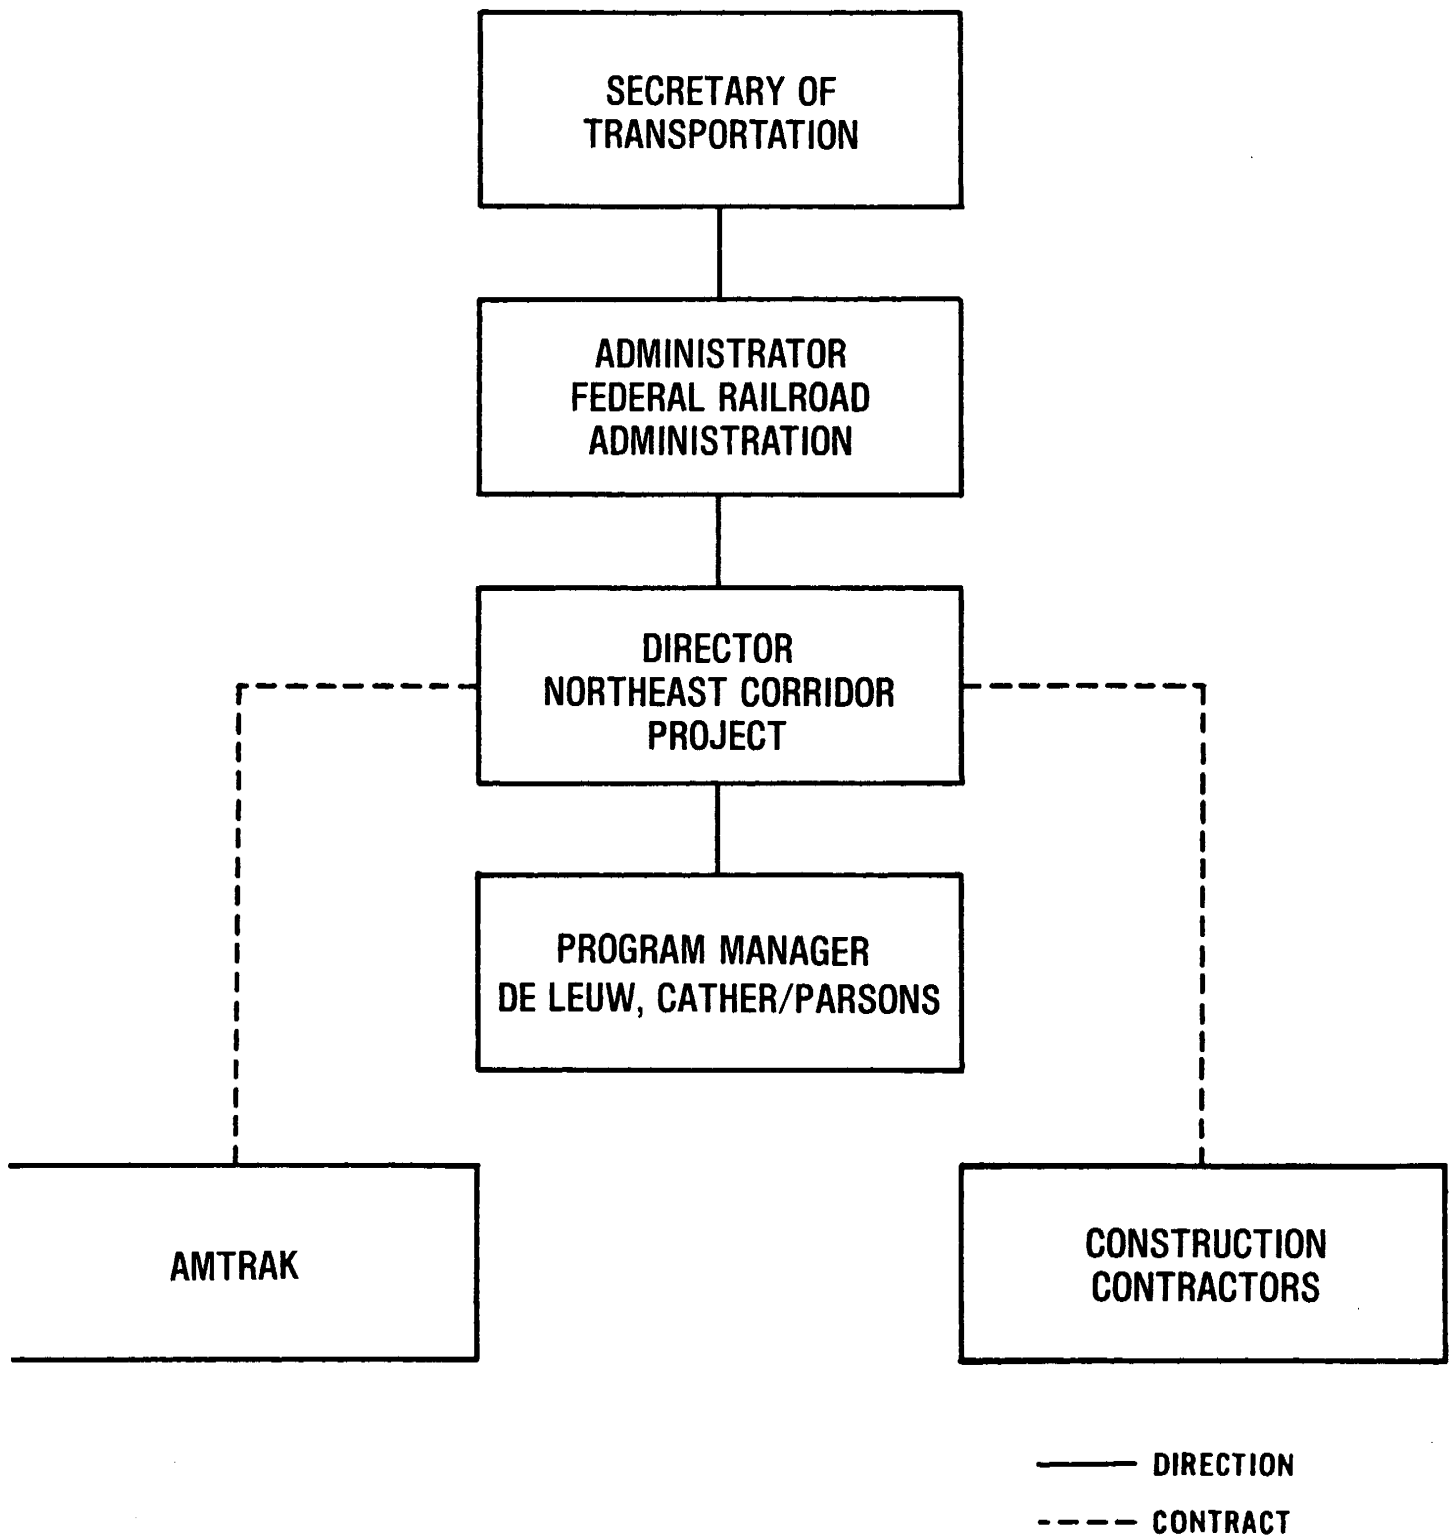 SECRETARY OF
TRANSPORTATION
ADMINISTRATOR
FEDERAL RAILROAD
ADMINISTRATION
DIRECTOR
NORTHEAST CORRIDOR
PROJECT
PROGRAM MANAGER
DE LEUW, CATHER/PARSONS
AMTRAK
CONSTRUCTION
CONTRACTORS
DIRECTION
CONTRACT